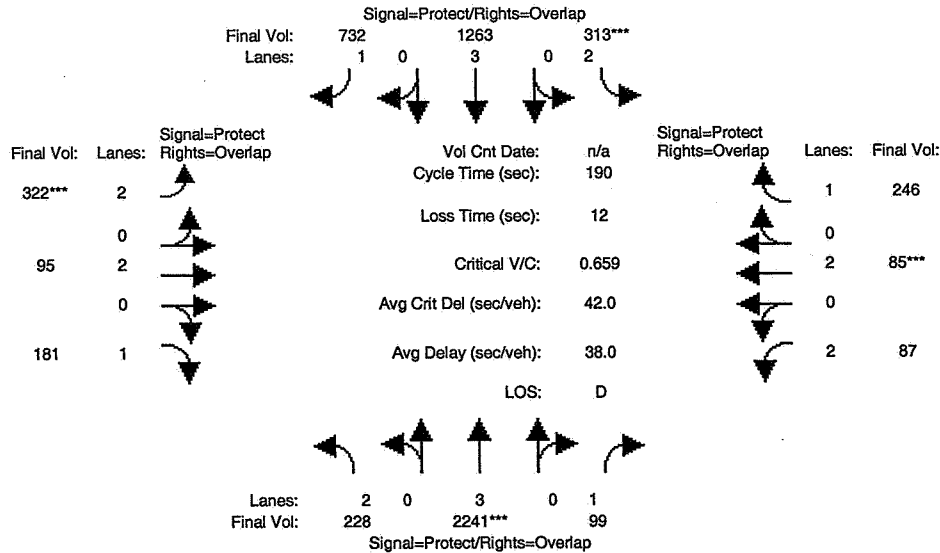 Signal=Protect/Rights=Overlap
Final Vol: 732 1263 313***
Lanes: 1 0 3 0 2
Signal=Protect
Final Vol: Lanes: Rights=Overlap
Vol Cnt Date: n/a
Signal=Protect
Rights=Overlap Lanes: Final Vol:
Cycle Time (sec): 190
322*** 2
1 246
Loss Time (sec): 12
0
0
95 2
Critical V/C: 0.659
2 85***
0
Avg Crit Del (sec/veh): 42.0
0
181 1
Avg Delay (sec/veh): 38.0
2 87
LOS: D
Lanes: 2 0 3 0 1
Final Vol: 228 2241*** 99
Signal=Protect/Rights=Overlap